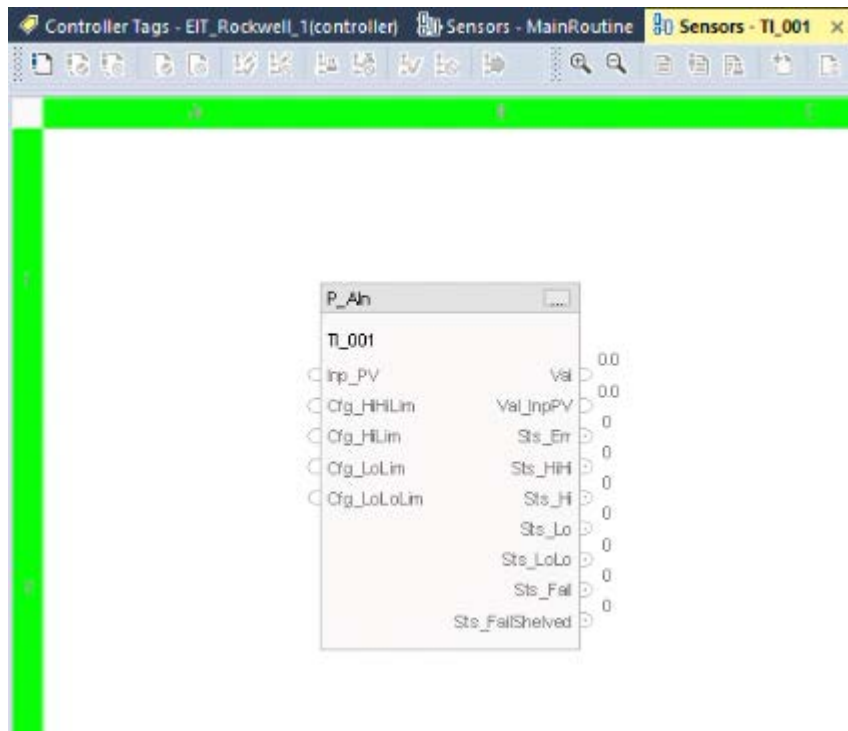 Controller Tags - EIT_Rockwell_1(controller) Sensors - MainRoutine Sensors - TI_001 ×
P_AIn ...
TI_001
Inp_PV Val 0.0
Cfg_HiHiLim Val_InpPV 0.0
Cfg_HiLim Sts_Err 0
Cfg_LoLim Sts_HiHi 0
Cfg_LoLoLim Sts_Hi 0
Sts_Lo 0
Sts_LoLo 0
Sts_Fail 0
Sts_FailShelved 0